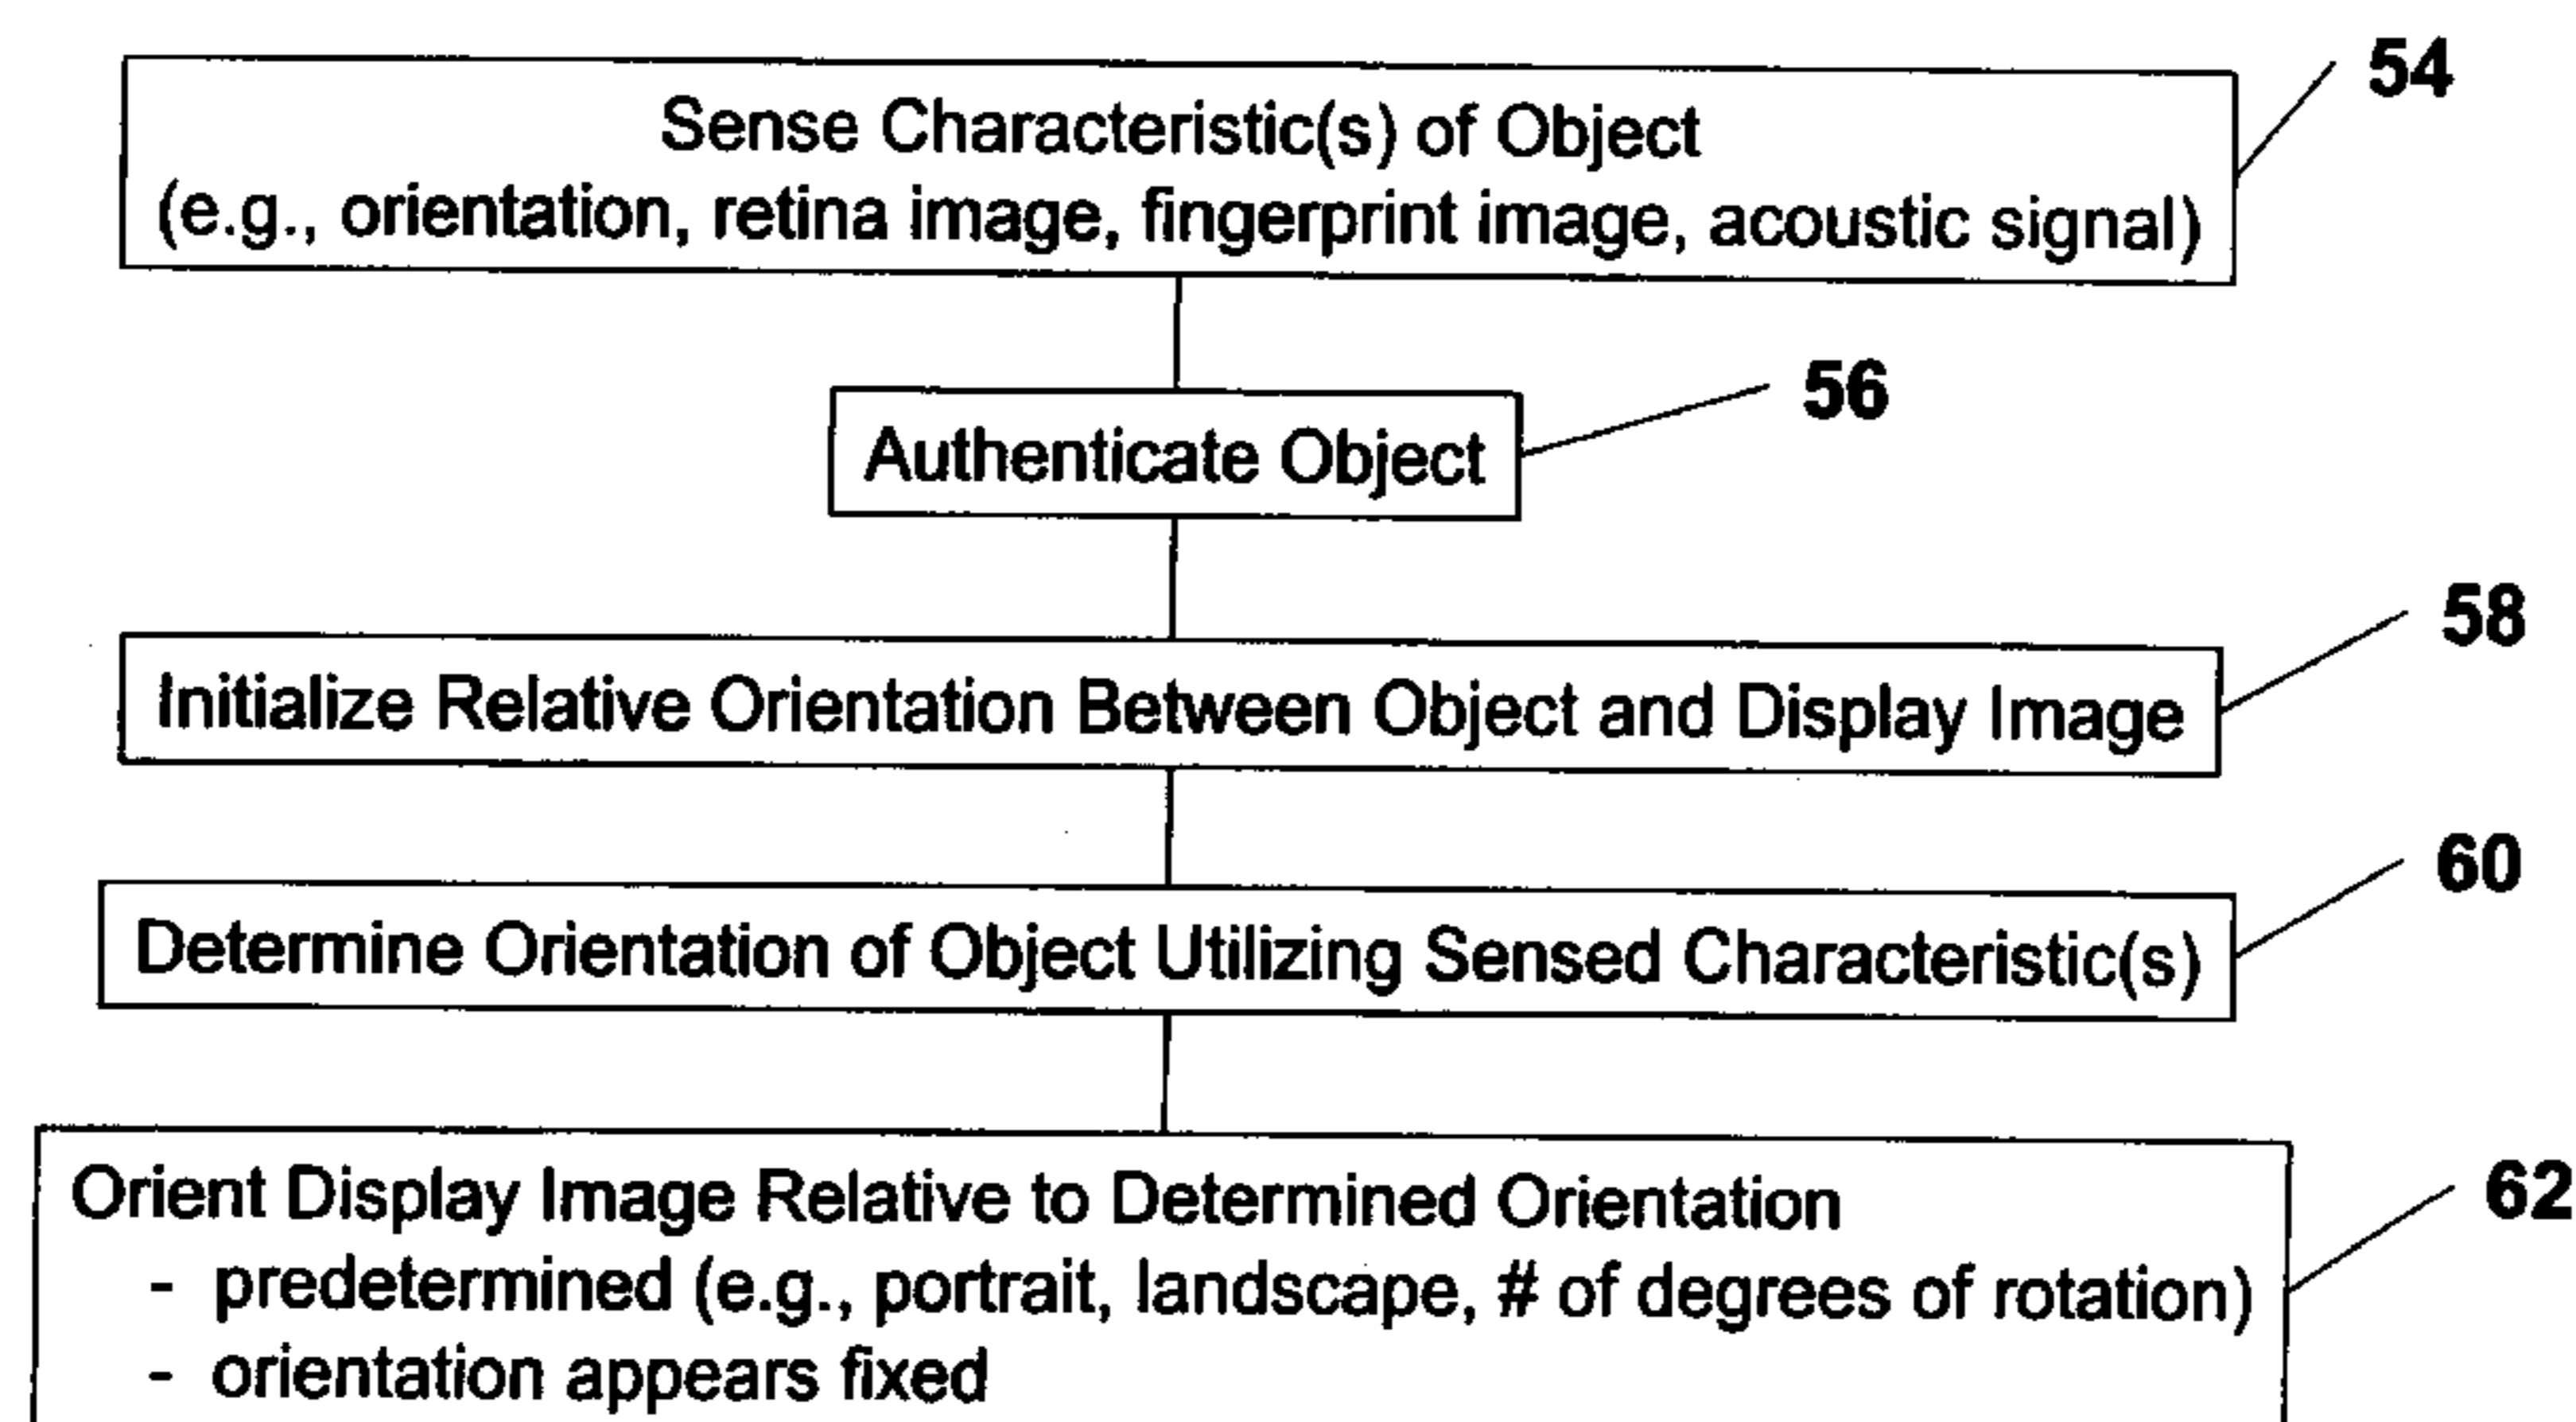 54
Sense Characteristic(s) of Object
(e.g., orientation, retina image, fingerprint image, acoustic signal)
56
Authenticate Object
58
Initialize Relative Orientation Between Object and Display Image
60
Determine Orientation of Object Utilizing Sensed Characteristic(s)
62
Orient Display Image Relative to Determined Orientation
- predetermined (e.g., portrait, landscape, # of degrees of rotation)
- orientation appears fixed